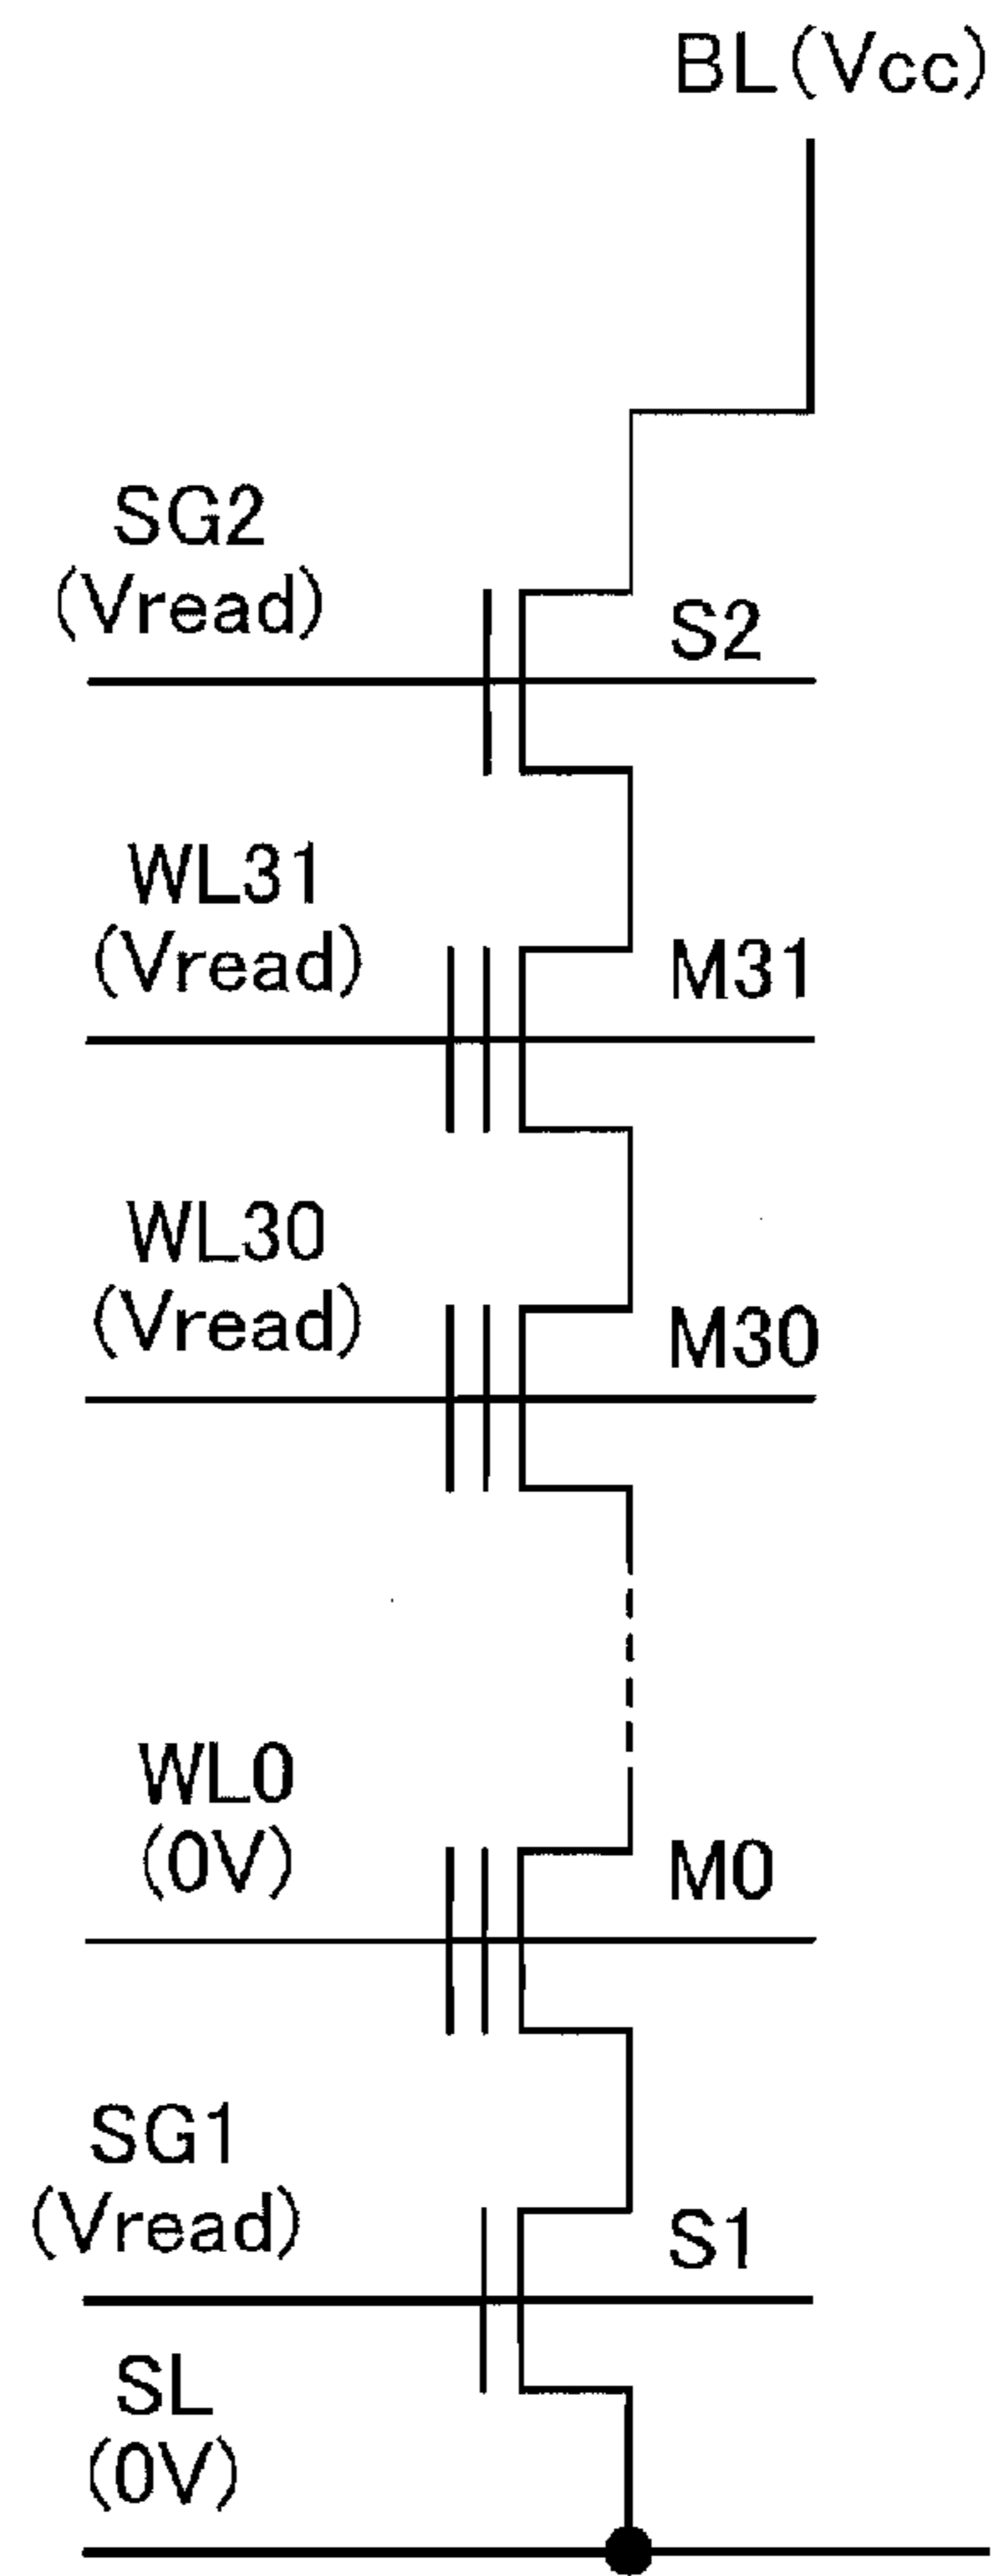 BL(Vcc)
SG2
(Vread)
S2
WL31
(Vread)
M31
WL30
(Vread)
M30
WL0
(0V)
M0
SG1
(Vread)
S1
SL
(0V)